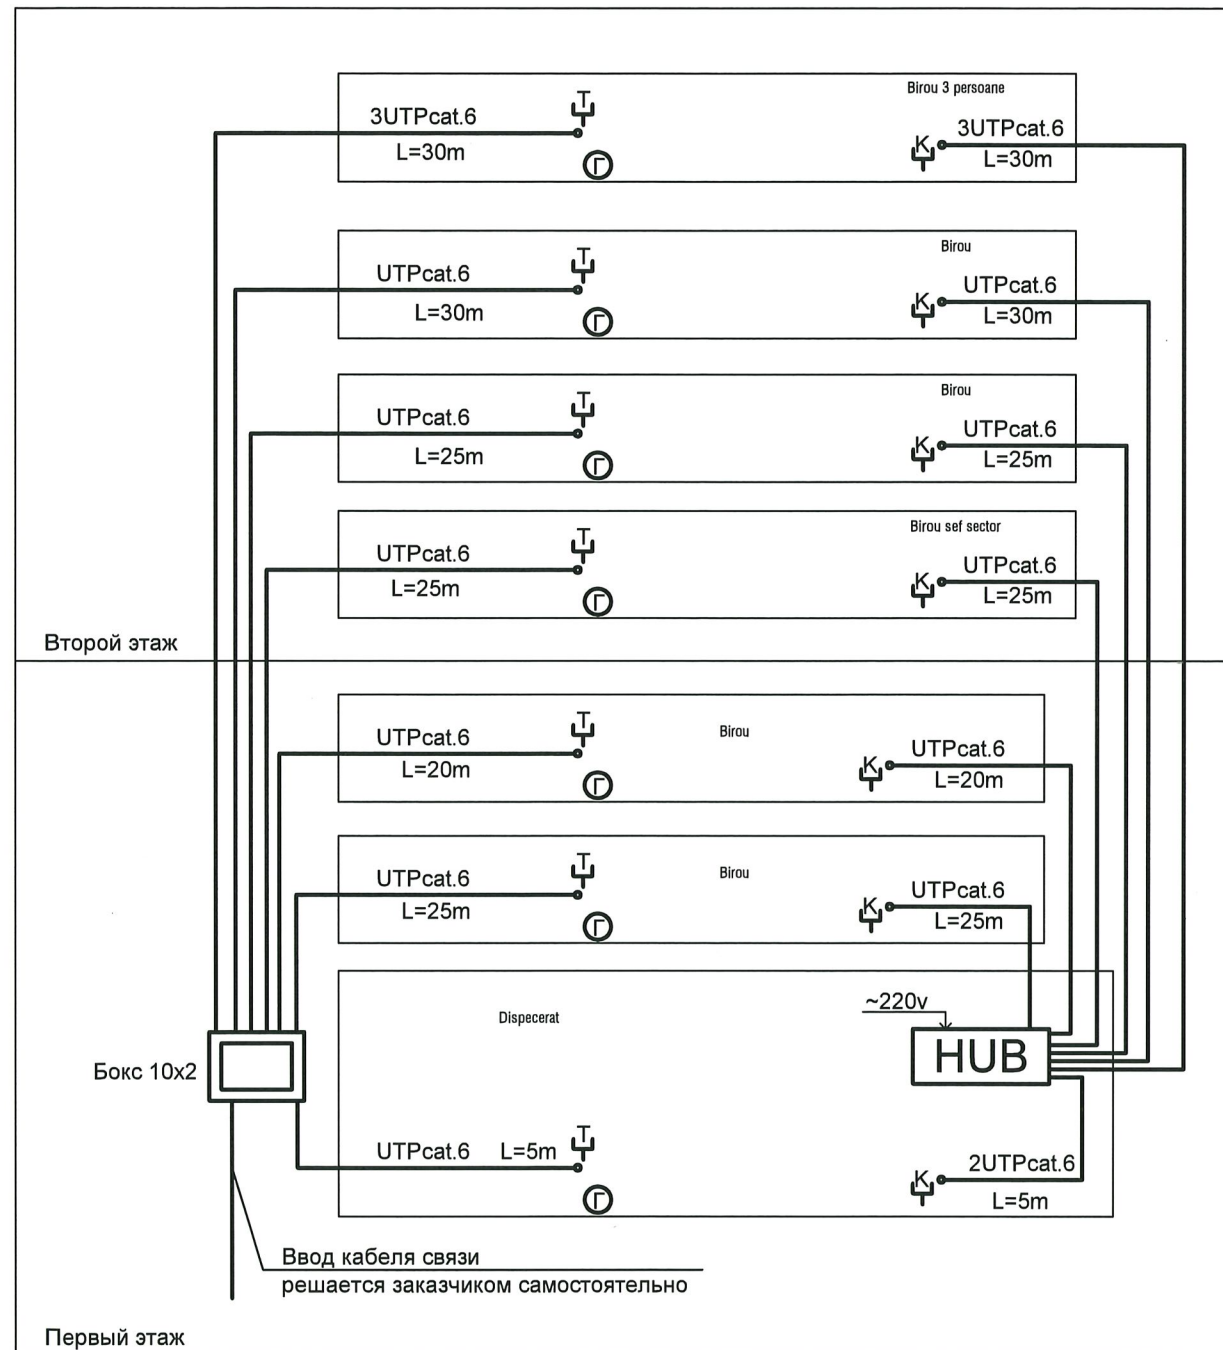 Birou 3 persoane
3UTPcat.6
L=30m
T
Г
K
3UTPcat.6
L=30m
Birou
UTPcat.6
L=30m
T
Г
K
UTPcat.6
L=30m
Birou
UTPcat.6
L=25m
T
Г
K
UTPcat.6
L=25m
Birou sef sector
UTPcat.6
L=25m
T
Г
K
UTPcat.6
L=25m
Второй этаж
UTPcat.6
L=20m
T
Г
Birou
K
UTPcat.6
L=20m
UTPcat.6
L=25m
T
Г
Birou
K
UTPcat.6
L=25m
Dispecerat
~220v
HUB
Бокс 10x2
UTPcat.6 L=5m
T
Г
K
2UTPcat.6
L=5m
Ввод кабеля связи
решается заказчиком самостоятельно
Первый этаж